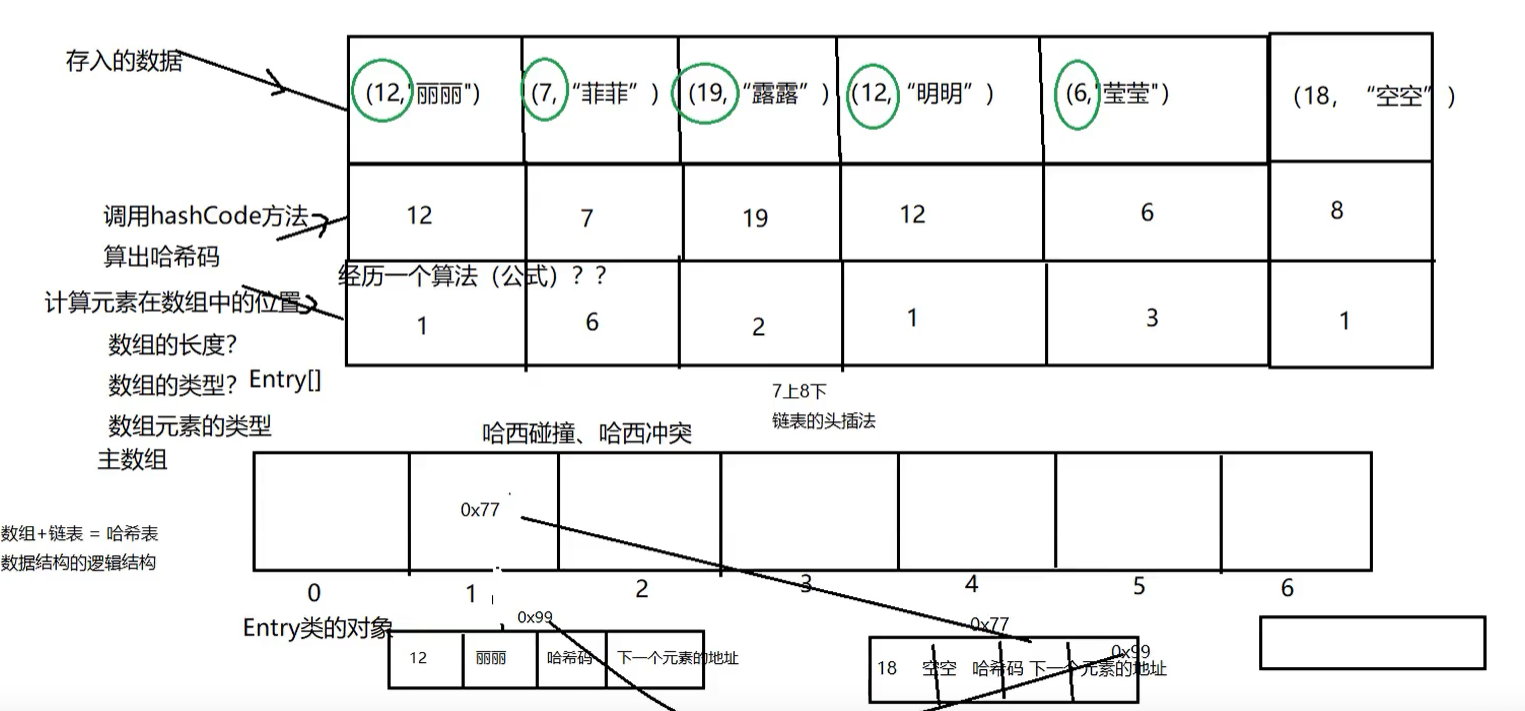 存入的数据
(12,"丽丽") (7, “菲菲” ) (19, “露露” ) (12, “明明” ) (6,"莹莹") (18, “空空” )
调用hashCode方法
算出哈希码
12 7 19 12 6 8
经历一个算法（公式）？？
计算元素在数组中的位置
1 6 2 1 3 1
数组的长度?
数组的类型? Entry[]
数组元素的类型
7上8下
链表的头插法
哈西碰撞、哈西冲突
主数组
0x77
数组+链表 = 哈希表
数据结构的逻辑结构
0 1 2 3 4 5 6
Entry类的对象
0x99
12 丽丽 哈希码 下一个元素的地址
0x77
0x99
18 空空 哈希码 下一个元素的地址